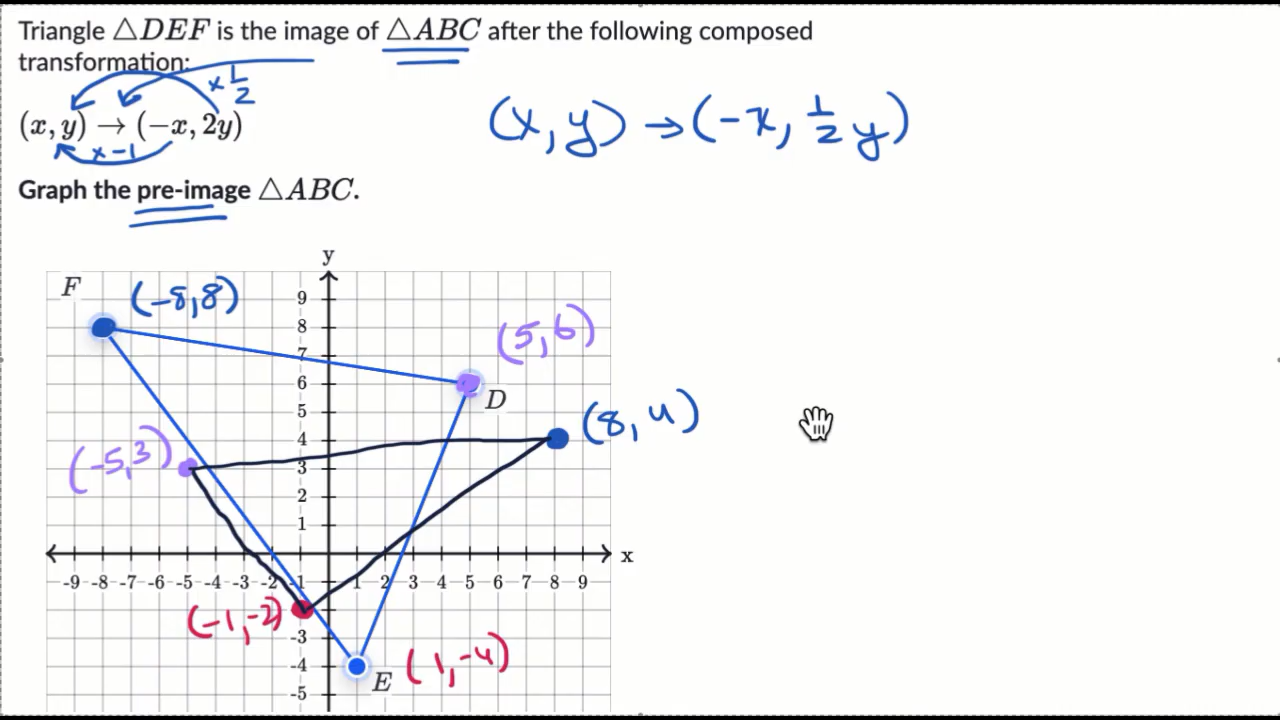 Triangle △DEF is the image of △ABC after the following composed
transformation:
× 1/2
(x, y) → (−x, 2y)
(x, y) → (-x, 1/2 y)
x -1
Graph the pre-image △ABC.
y
F
(-8,8)
9
8
(5,6)
7
6
D
5
(8,4)
4
(-5,3)
3
2
1
x
-9 -8 -7 -6 -5 -4 -3 -2 -1 1 2 3 4 5 6 7 8 9
(-1,-2)
-3
-4
(1,-4)
E
-5